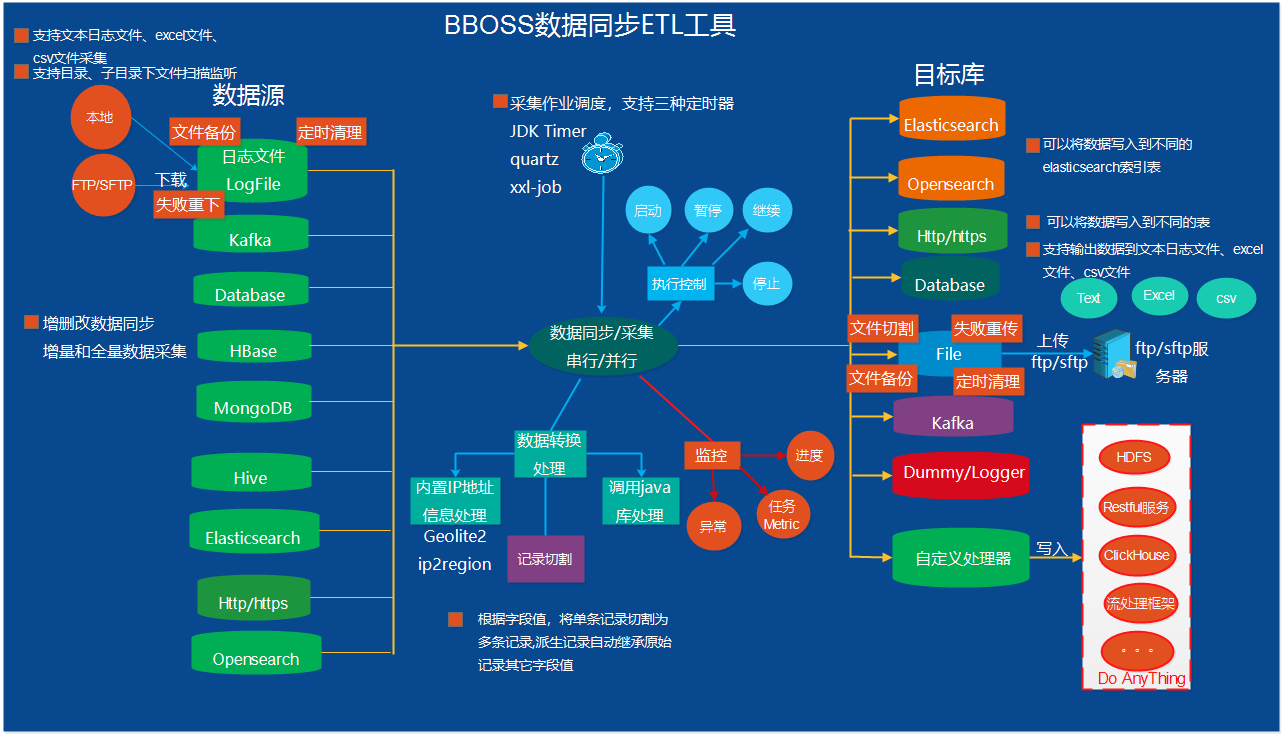 BBOSS数据同步ETL工具
支持文本日志文件、excel文件、
csv文件采集
支持目录、子目录下文件扫描监听
数据源
本地
文件备份
定时清理
日志文件
LogFile
FTP/SFTP
下载
失败重下
Kafka
Database
增删改数据同步
增量和全量数据采集
HBase
MongoDB
Hive
Elasticsearch
Http/https
Opensearch
采集作业调度，支持三种定时器
JDK Timer
quartz
xxl-job
启动
暂停
继续
执行控制
停止
数据同步/采集
串行/并行
数据转换
处理
内置IP地址
信息处理
Geolite2
ip2region
调用java
库处理
记录切割
监控
进度
异常
任务
Metric
根据字段值，将单条记录切割为
多条记录,派生记录自动继承原始
记录其它字段值
目标库
Elasticsearch
Opensearch
Http/https
Database
可以将数据写入到不同的
elasticsearch索引表
可以将数据写入到不同的表
支持输出数据到文本日志文件、excel
文件、csv文件
Text
Excel
csv
文件切割
失败重传
File
文件备份
定时清理
上传
ftp/sftp
ftp/sftp服
务器
Kafka
Dummy/Logger
自定义处理器
写入
HDFS
Restful服务
ClickHouse
流处理框架
。。。
Do AnyThing